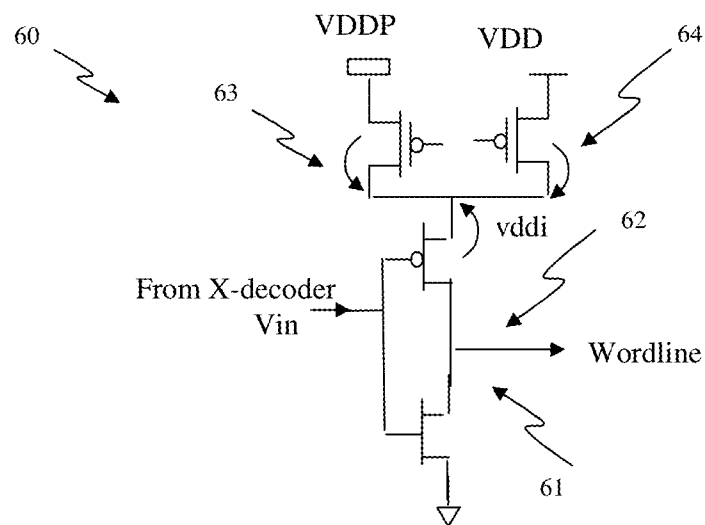 60
VDDP
VDD
64
63
vddi
62
From X-decoder
Vin
Wordline
61